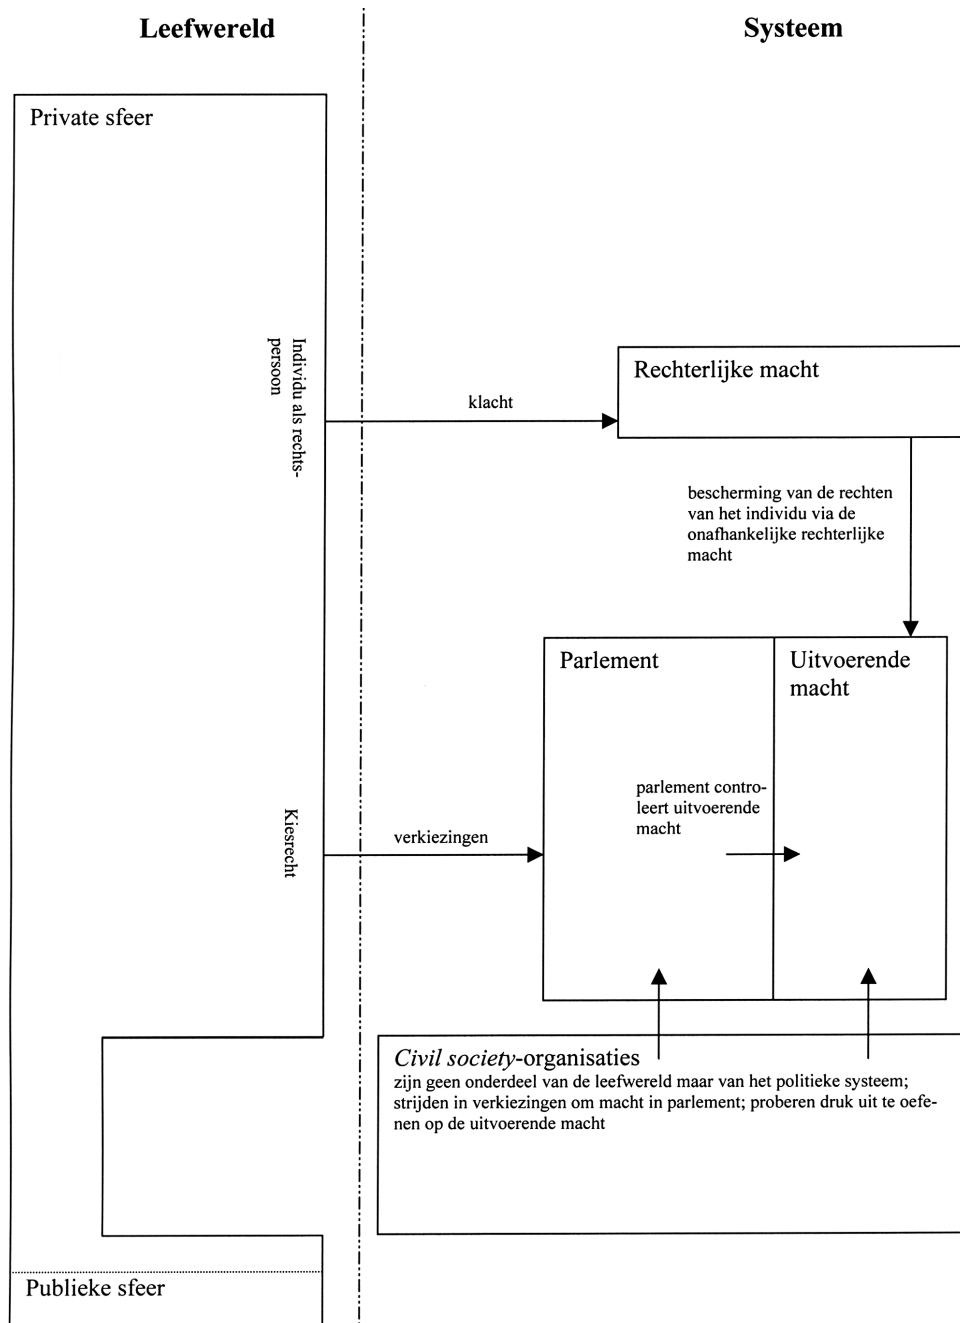 Leefwereld
Systeem
Private sfeer
Individu als rechts-
persoon
klacht
Rechterlijke macht
bescherming van de rechten
van het individu via de
onafhankelijke rechterlijke
macht
Parlement
Uitvoerende
macht
parlement contro-
leert uitvoerende
macht
Kiesrecht
verkiezingen
Civil society-organisaties
zijn geen onderdeel van de leefwereld maar van het politieke systeem;
strijden in verkiezingen om macht in parlement; proberen druk uit te oefe-
nen op de uitvoerende macht
Publieke sfeer